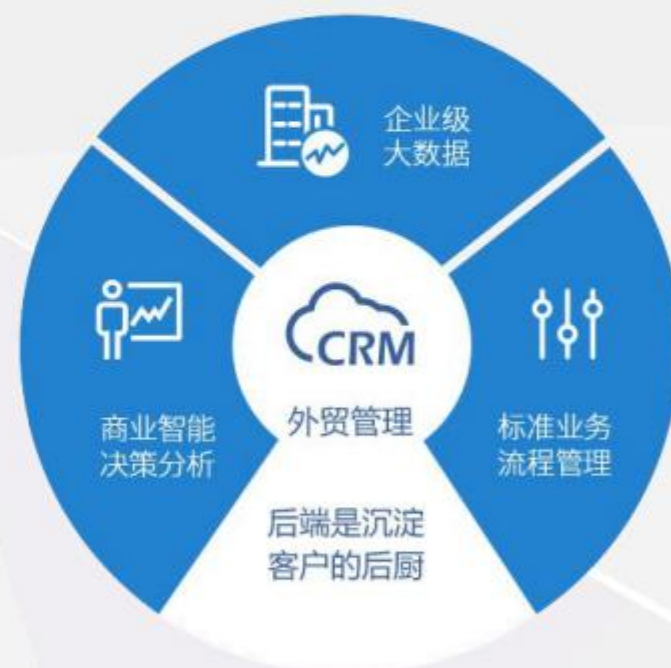 企业级
大数据
CRM
外贸管理
商业智能
决策分析
标准业务
流程管理
后端是沉淀
客户的后厨